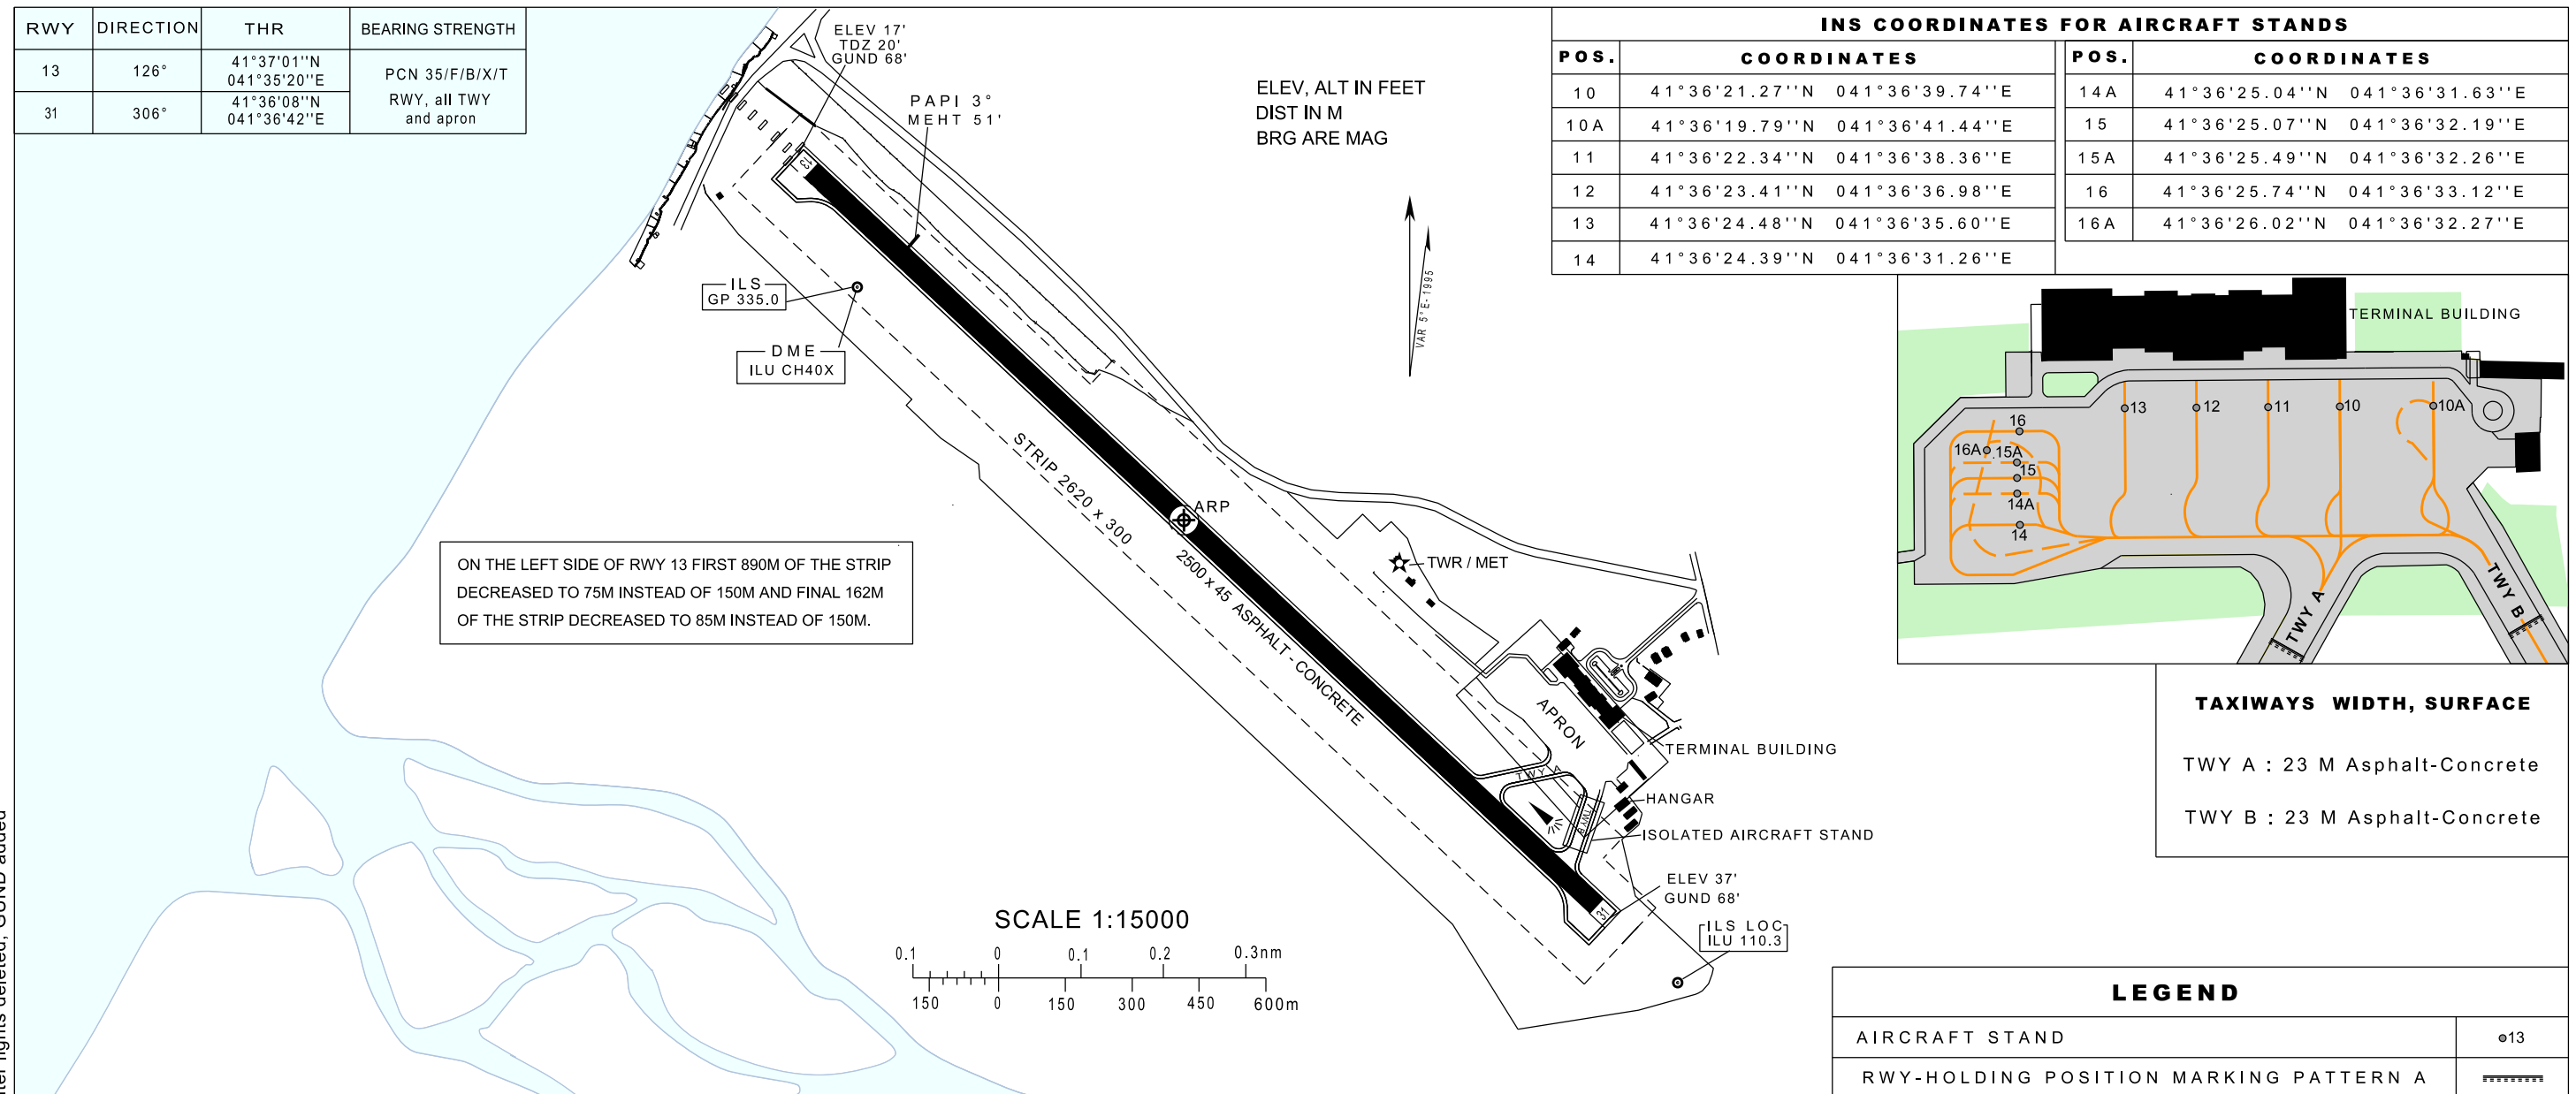 RWY DIRECTION THR BEARING STRENGTH
13 126° 41°37'01''N 041°35'20''E
31 306° 41°36'08''N 041°36'42''E
PCN 35/F/B/X/T
RWY, all TWY
and apron
ELEV 17'
TDZ 20'
GUND 68'
PAPI 3°
MEHT 51'
ELEV, ALT IN FEET
DIST IN M
BRG ARE MAG
VAR 5°E-1995
INS COORDINATES FOR AIRCRAFT STANDS
POS. COORDINATES POS. COORDINATES
10 41°36'21.27''N 041°36'39.74''E 14A 41°36'25.04''N 041°36'31.63''E
10A 41°36'19.79''N 041°36'41.44''E 15 41°36'25.07''N 041°36'32.19''E
11 41°36'22.34''N 041°36'38.36''E 15A 41°36'25.49''N 041°36'32.26''E
12 41°36'23.41''N 041°36'36.98''E 16 41°36'25.74''N 041°36'33.12''E
13 41°36'24.48''N 041°36'35.60''E 16A 41°36'26.02''N 041°36'32.27''E
14 41°36'24.39''N 041°36'31.26''E
13
ILS
GP 335.0
DME
ILU CH40X
STRIP 2620 x 300
ARP
2500 x 45 ASPHALT - CONCRETE
TWR / MET
ON THE LEFT SIDE OF RWY 13 FIRST 890M OF THE STRIP
DECREASED TO 75M INSTEAD OF 150M AND FINAL 162M
OF THE STRIP DECREASED TO 85M INSTEAD OF 150M.
APRON
TERMINAL BUILDING
TWY A
TWY B
HANGAR
ISOLATED AIRCRAFT STAND
ELEV 37'
GUND 68'
31
ILS LOC
ILU 110.3
SCALE 1:15000
0.1 0 0.1 0.2 0.3nm
150 0 150 300 450 600m
TERMINAL BUILDING
13 12 11 10 10A
16
16A 15A
15
14A
14
TWY A
TWY B
TAXIWAYS WIDTH, SURFACE
TWY A : 23 M Asphalt-Concrete
TWY B : 23 M Asphalt-Concrete
LEGEND
AIRCRAFT STAND 13
RWY-HOLDING POSITION MARKING PATTERN A
lights deleted, GUND added